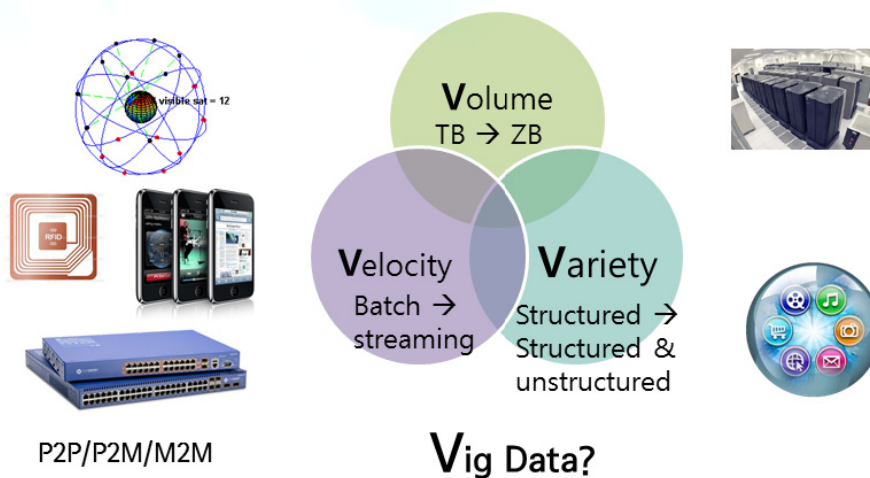 visible sat = 12
RFID
P2P/P2M/M2M
Volume
TB → ZB
Velocity
Batch →
streaming
Variety
Structured →
Structured &
unstructured
Vig Data?